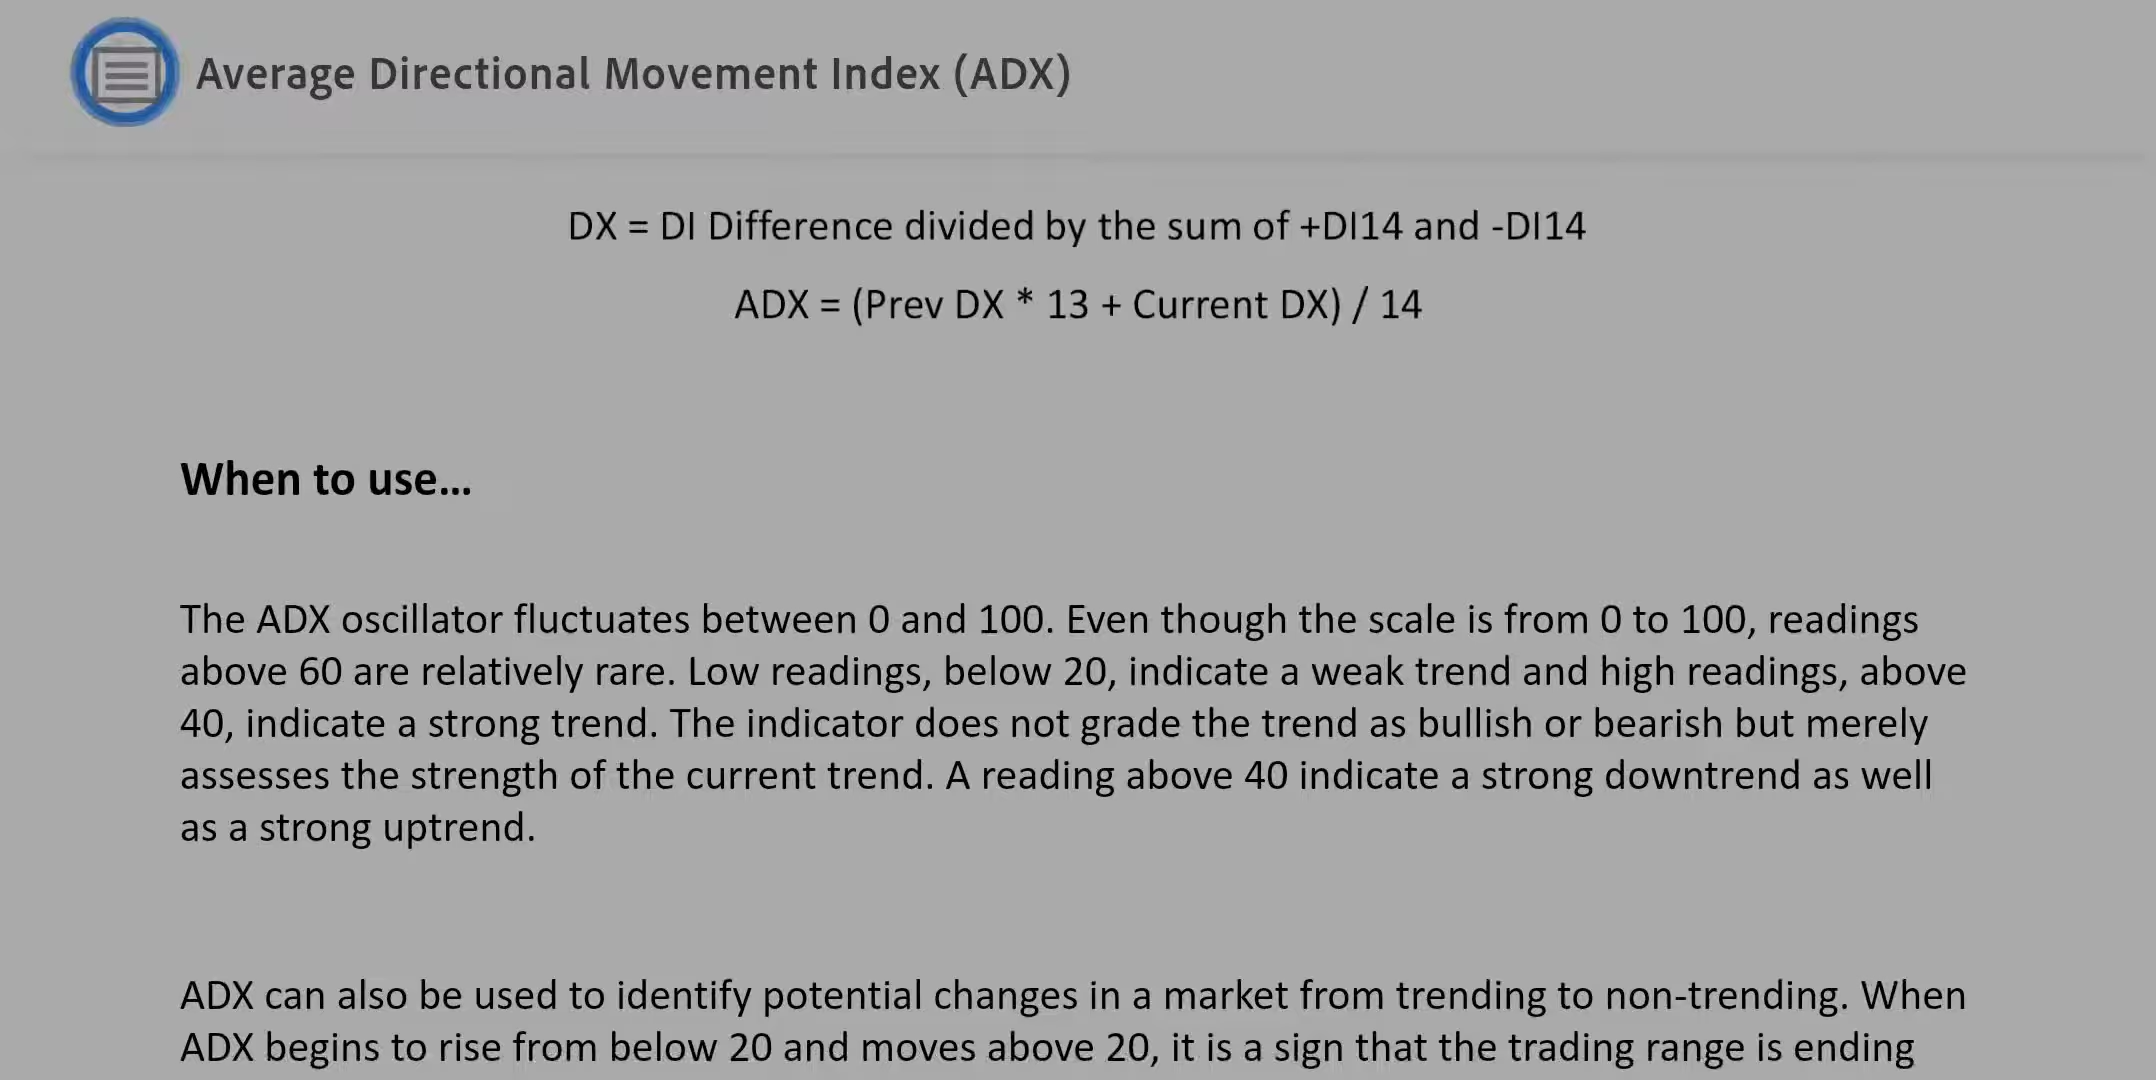 Average Directional Movement Index (ADX)
DX = DI Difference divided by the sum of +DI14 and -DI14
ADX = (Prev DX * 13 + Current DX) / 14
When to use...
The ADX oscillator fluctuates between 0 and 100. Even though the scale is from 0 to 100, readings
above 60 are relatively rare. Low readings, below 20, indicate a weak trend and high readings, above
40, indicate a strong trend. The indicator does not grade the trend as bullish or bearish but merely
assesses the strength of the current trend. A reading above 40 indicate a strong downtrend as well
as a strong uptrend.
ADX can also be used to identify potential changes in a market from trending to non-trending. When
ADX begins to rise from below 20 and moves above 20, it is a sign that the trading range is ending